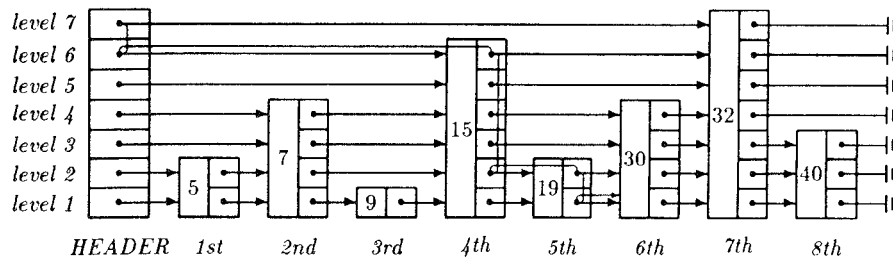 level 7
level 6
level 5
level 4
level 3
level 2
level 1
5
7
9
15
19
30
32
40
HEADER 1st 2nd 3rd 4th 5th 6th 7th 8th